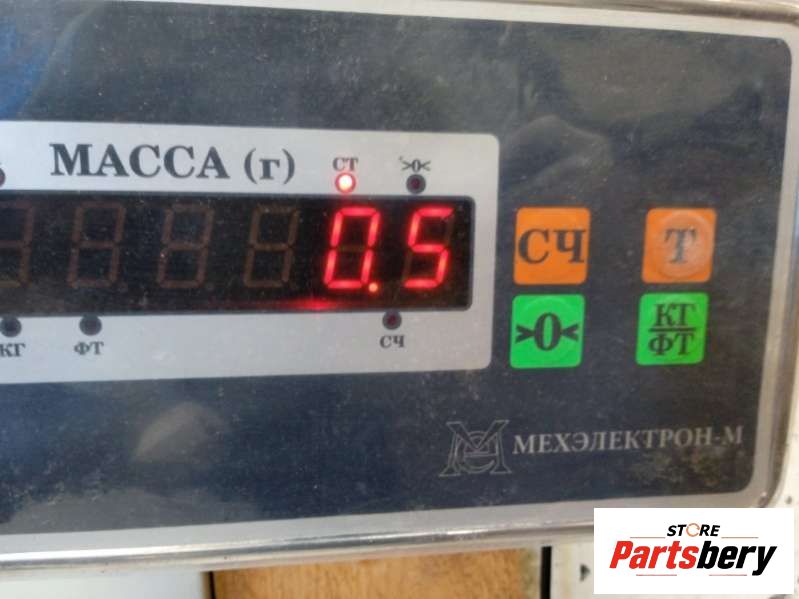 МАССА (г)
СТ
>0<
0.5
КГ
ФТ
СЧ
СЧ
Т
>0<
КГ
ФТ
МЕХЭЛЕКТРОН-М
STORE
Partsbery